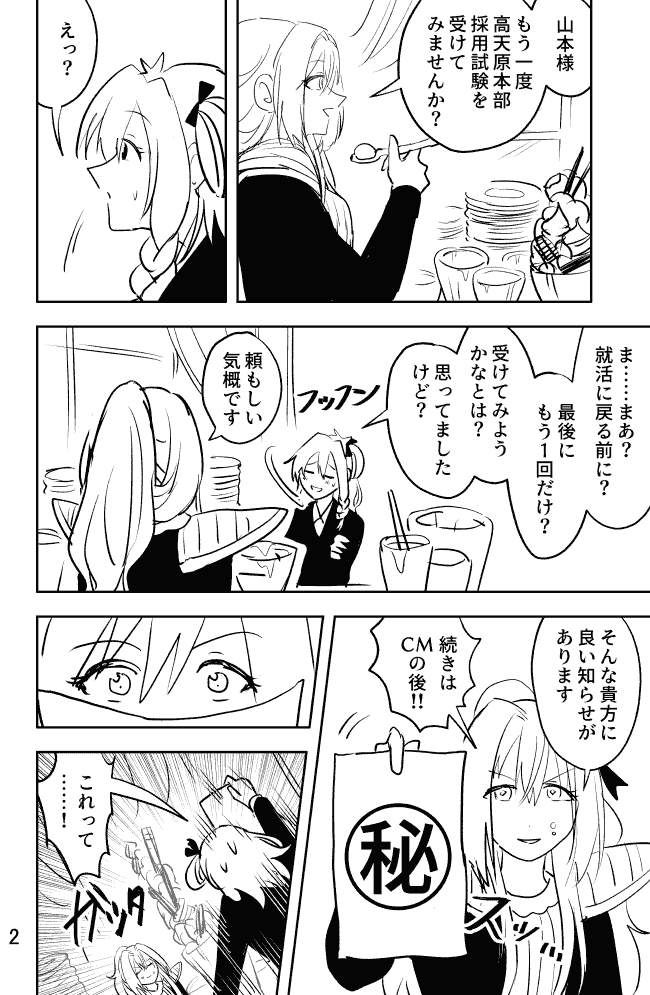 山本様
もう一度
高天原本部
採用試験を
受けて
みませんか？
えっ？
ま……まあ？
就活に戻る前に？
最後に
もう１回だけ？
受けてみよう
かなとは？
思ってました
けど？
フッフン
頼もしい
気概です
そんな貴方に
良い知らせが
あります
続きは
CMの後!!
㊙
スッ…
これって
……！
ガッタ
2